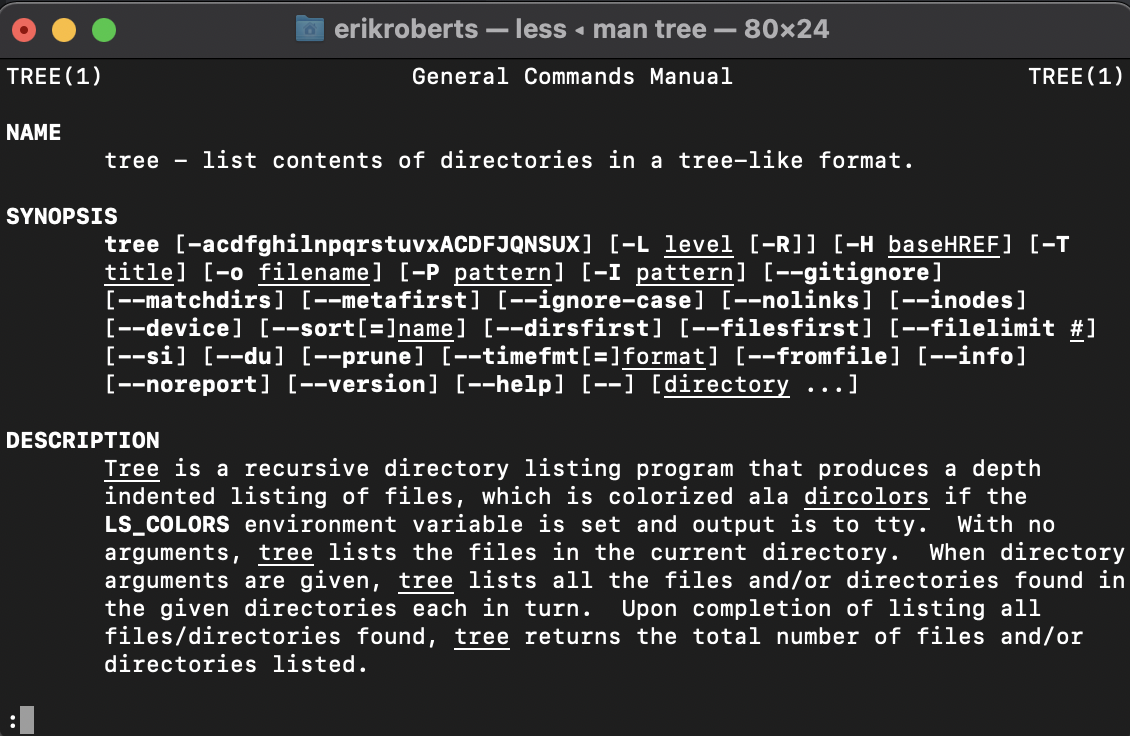 erikroberts — less ◂ man tree — 80×24
TREE(1) General Commands Manual TREE(1)
NAME
tree - list contents of directories in a tree-like format.
SYNOPSIS
tree [-acdfghilnpqrstuvxACDFJQNSUX] [-L level [-R]] [-H baseHREF] [-T
title] [-o filename] [-P pattern] [-I pattern] [--gitignore]
[--matchdirs] [--metafirst] [--ignore-case] [--nolinks] [--inodes]
[--device] [--sort[=]name] [--dirsfirst] [--filesfirst] [--filelimit #]
[--si] [--du] [--prune] [--timefmt[=]format] [--fromfile] [--info]
[--noreport] [--version] [--help] [--] [directory ...]
DESCRIPTION
Tree is a recursive directory listing program that produces a depth
indented listing of files, which is colorized ala dircolors if the
LS_COLORS environment variable is set and output is to tty.  With no
arguments, tree lists the files in the current directory.  When directory
arguments are given, tree lists all the files and/or directories found in
the given directories each in turn.  Upon completion of listing all
files/directories found, tree returns the total number of files and/or
directories listed.
: